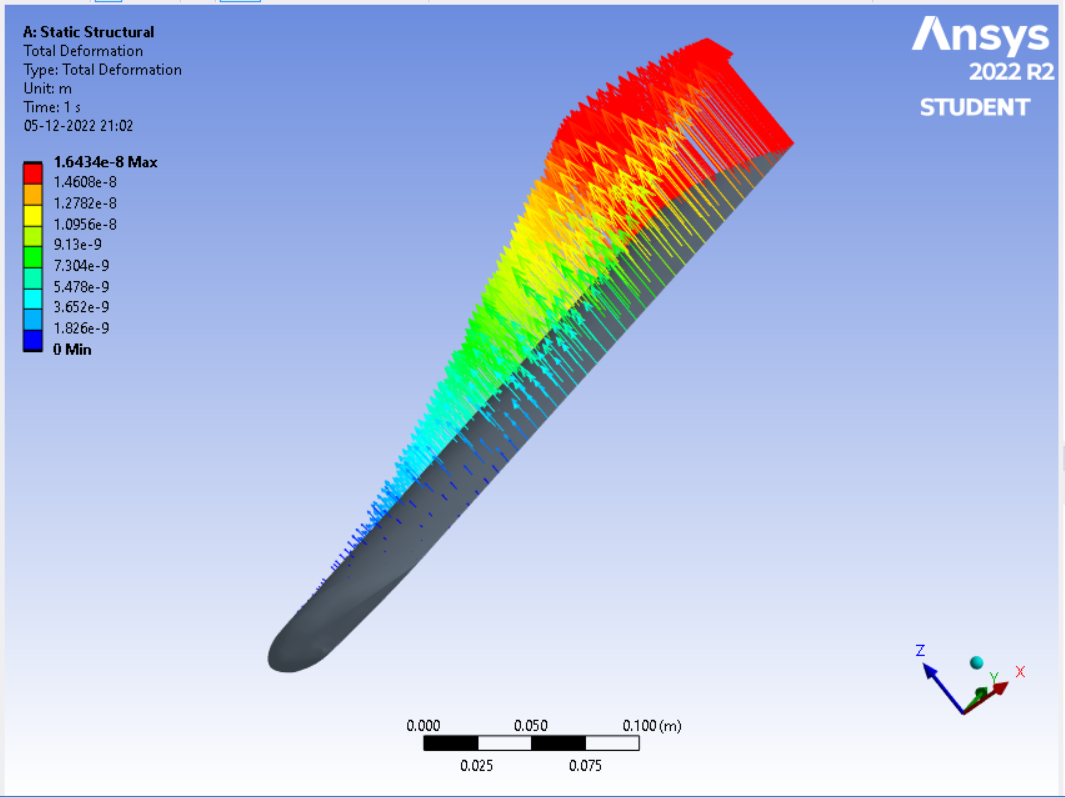 A: Static Structural
Total Deformation
Type: Total Deformation
Unit: m
Time: 1 s
05-12-2022 21:02
1.6434e-8 Max
1.4608e-8
1.2782e-8
1.0956e-8
9.13e-9
7.304e-9
5.478e-9
3.652e-9
1.826e-9
0 Min
Ansys
2022 R2
STUDENT
Z
Y
X
0.000 0.050 0.100 (m)
0.025 0.075